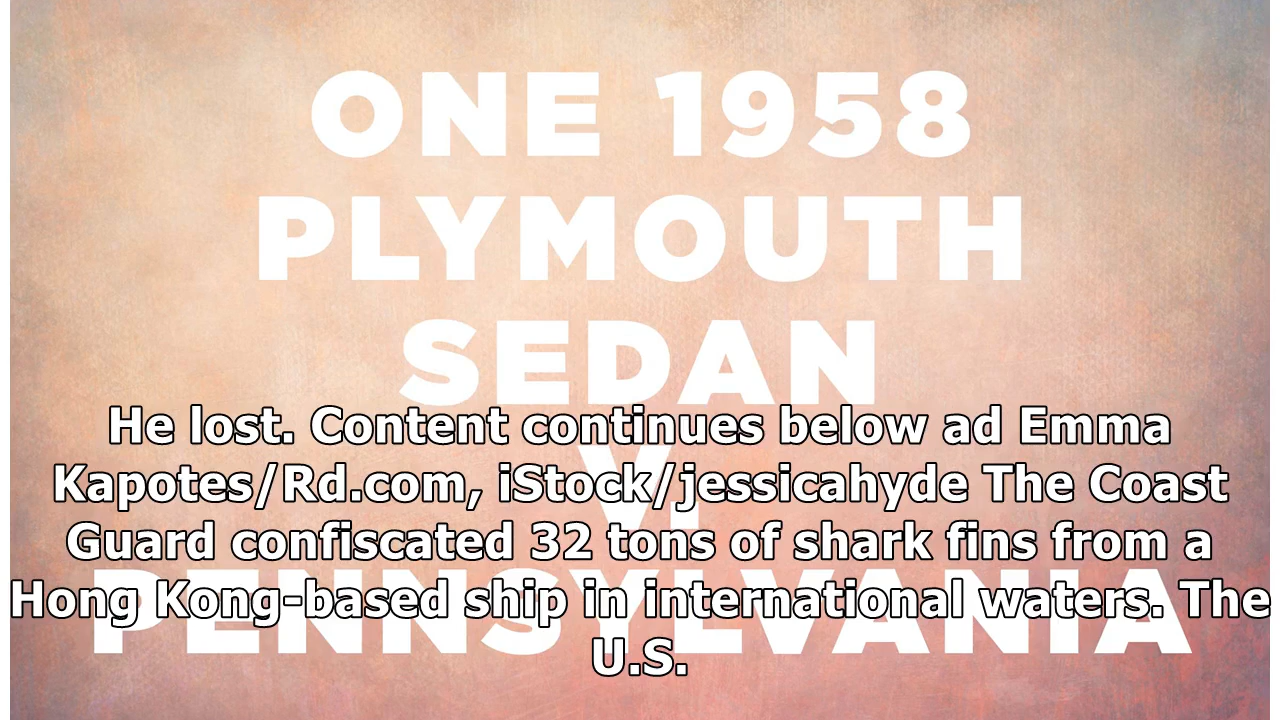 ONE 1958
PLYMOUTH
SEDAN
V.
PENNSYLVANIA
He lost. Content continues below ad Emma
Kapotes/Rd.com, iStock/jessicahyde The Coast
Guard confiscated 32 tons of shark fins from a
Hong Kong-based ship in international waters. The
U.S.